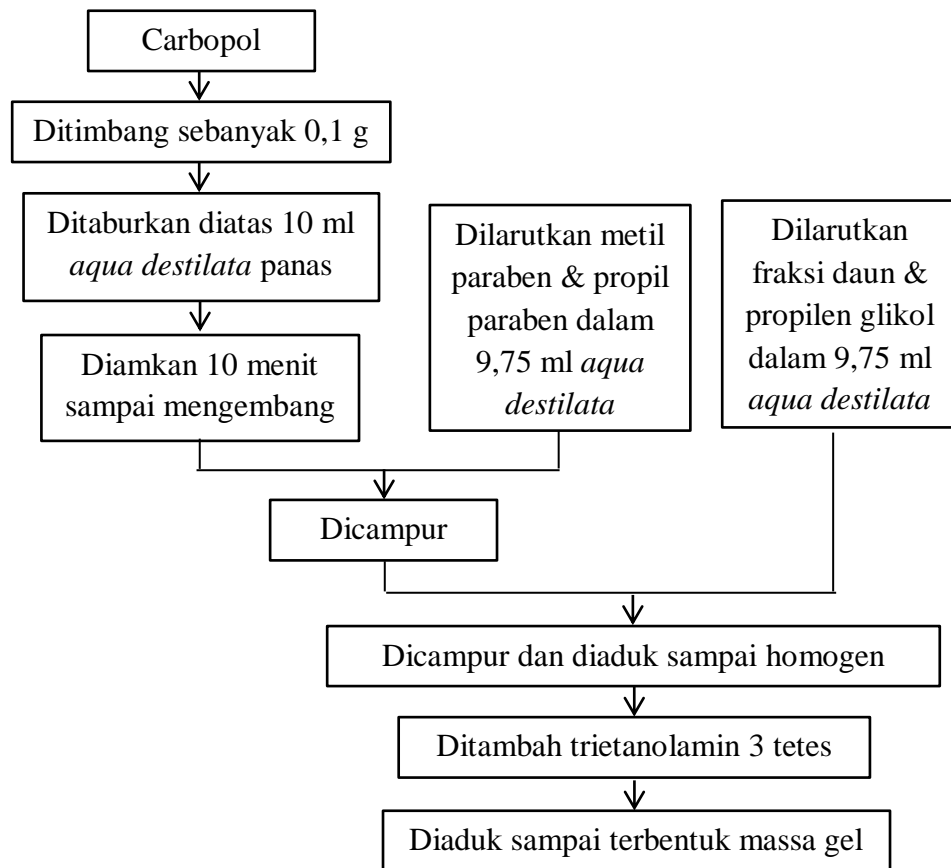 Carbopol
Ditimbang sebanyak 0,1 g
Ditaburkan diatas 10 ml
aqua destilata panas
Diamkan 10 menit
sampai mengembang
Dilarutkan metil
paraben & propil
paraben dalam
9,75 ml aqua
destilata
Dilarutkan
fraksi daun &
propilen glikol
dalam 9,75 ml
aqua destilata
Dicampur
Dicampur dan diaduk sampai homogen
Ditambah trietanolamin 3 tetes
Diaduk sampai terbentuk massa gel